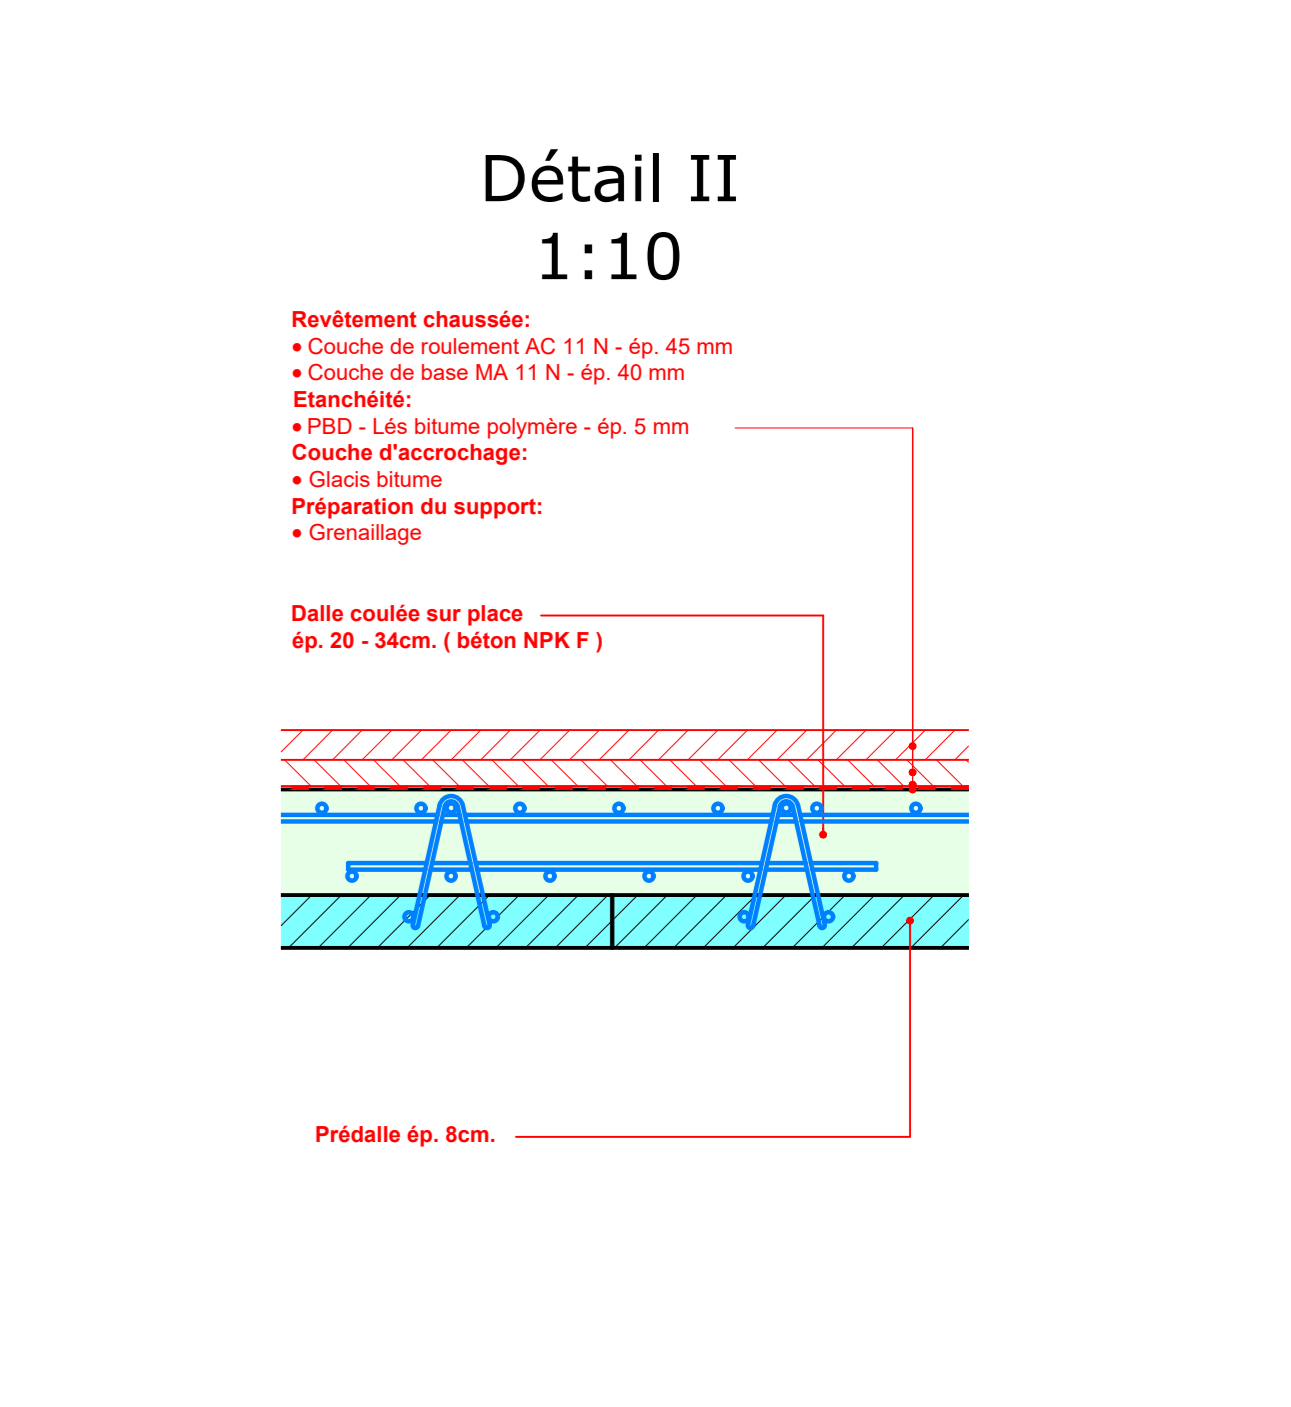 Détail II
1:10
Revêtement chaussée:
• Couche de roulement AC 11 N - ép. 45 mm
• Couche de base MA 11 N - ép. 40 mm
Etanchéité:
• PBD - Lés bitume polymère - ép. 5 mm
Couche d'accrochage:
• Glacis bitume
Préparation du support:
• Grenaillage
Dalle coulée sur place
ép. 20 - 34cm. ( béton NPK F )
Prédalle ép. 8cm.